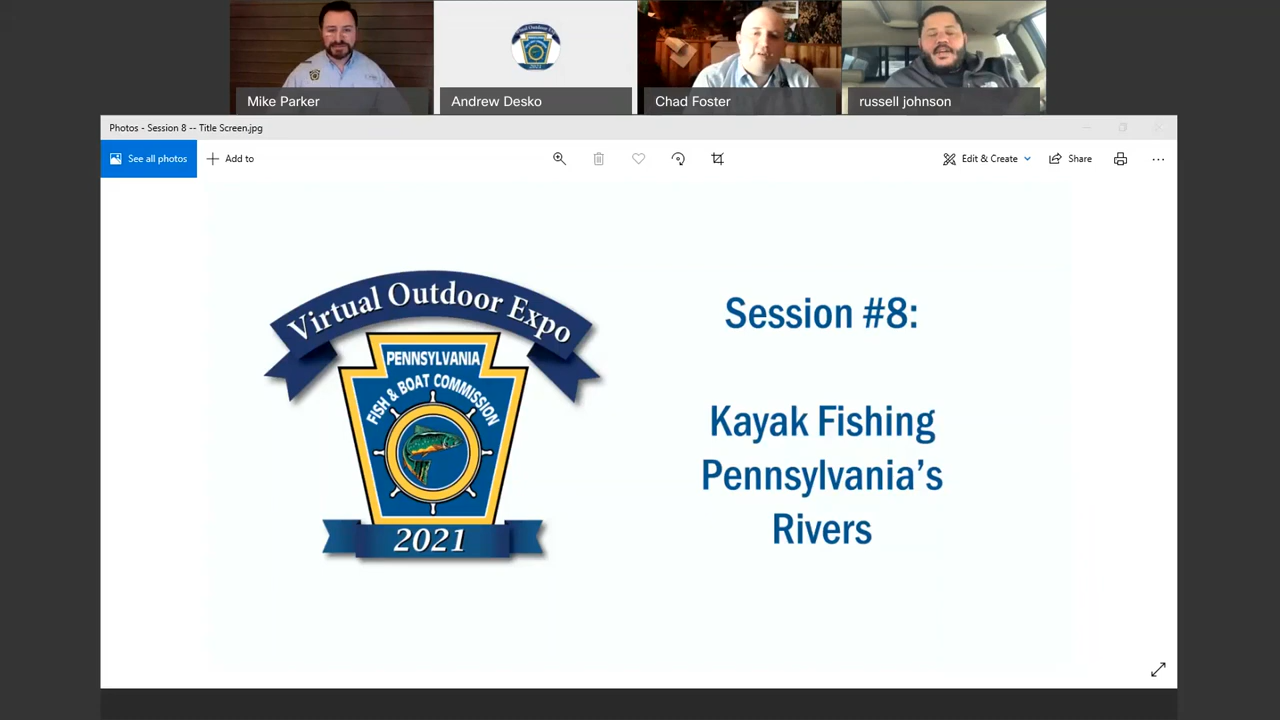 Mike Parker
Andrew Desko
Chad Foster
russell johnson
Photos - Session 8 -- Title Screen.jpg
See all photos
Add to
Edit & Create
Share
Virtual Outdoor Expo
PENNSYLVANIA
FISH & BOAT COMMISSION
2021
Session #8:
Kayak Fishing
Pennsylvania’s
Rivers